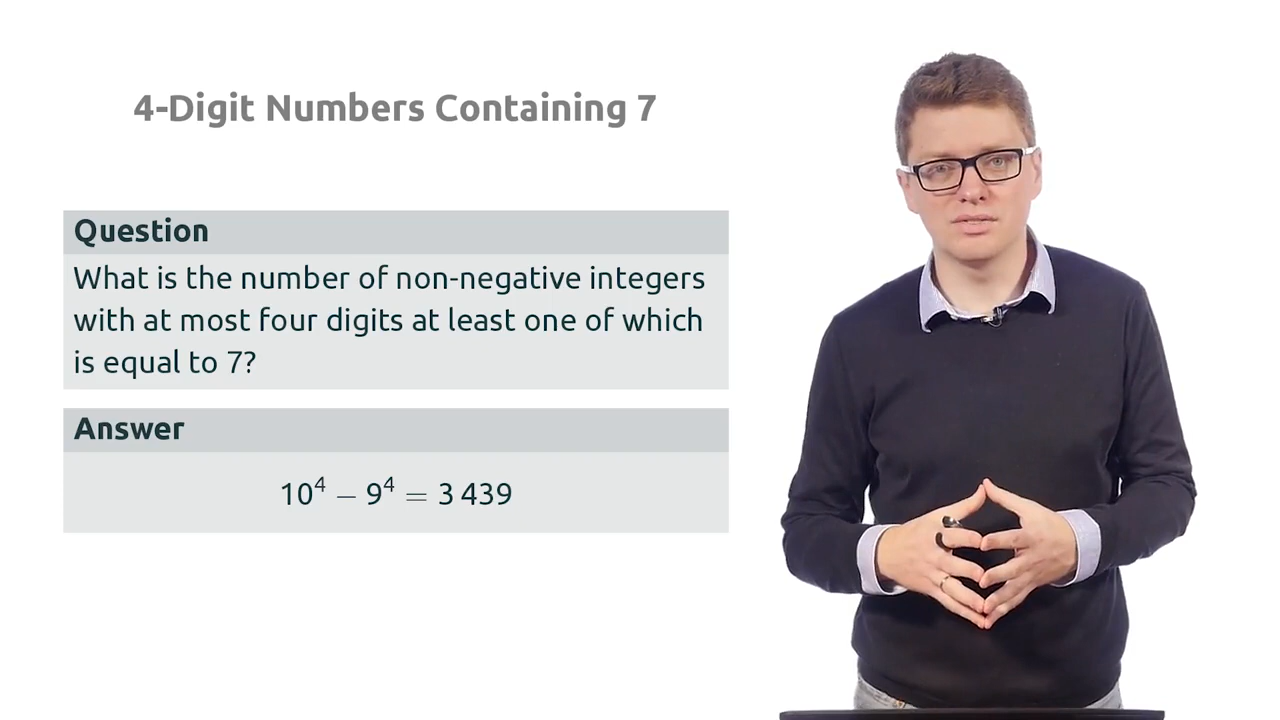 4-Digit Numbers Containing 7
Question
What is the number of non-negative integers
with at most four digits at least one of which
is equal to 7?
Answer
10⁴ − 9⁴ = 3 439